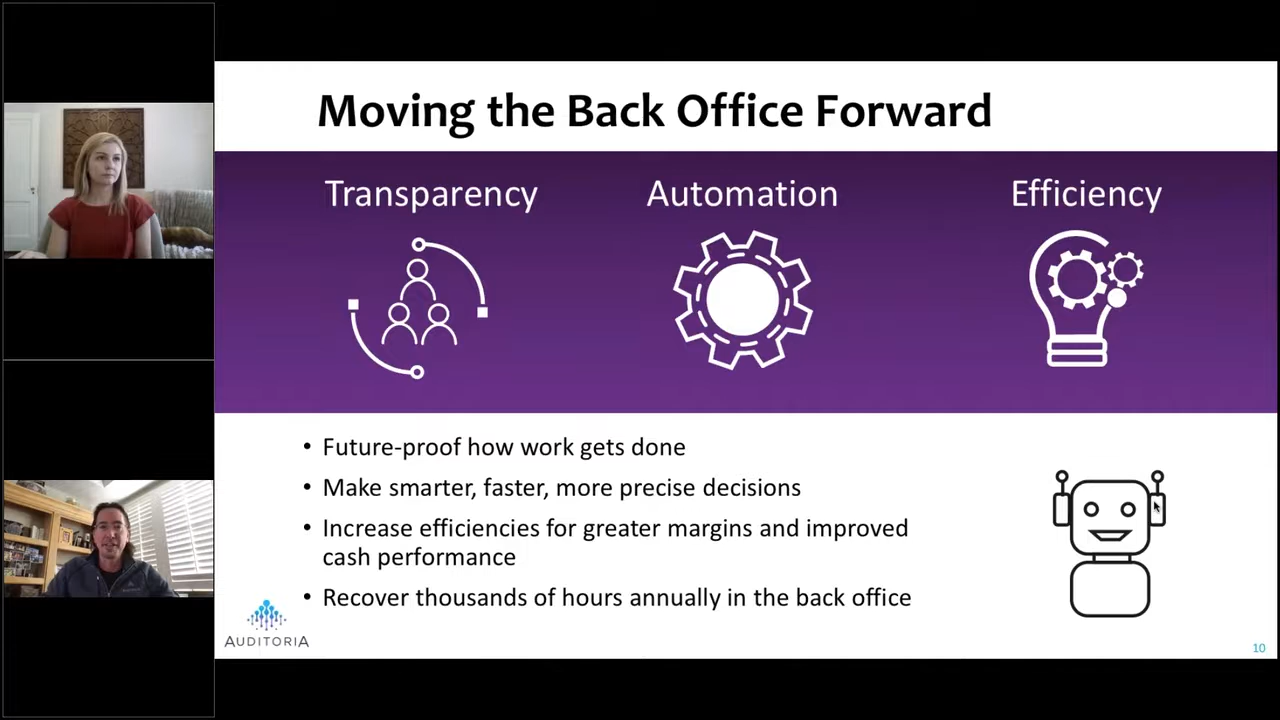 Moving the Back Office Forward
Transparency
Automation
Efficiency
• Future-proof how work gets done
• Make smarter, faster, more precise decisions
• Increase efficiencies for greater margins and improved
cash performance
• Recover thousands of hours annually in the back office
AUDITORIA
10